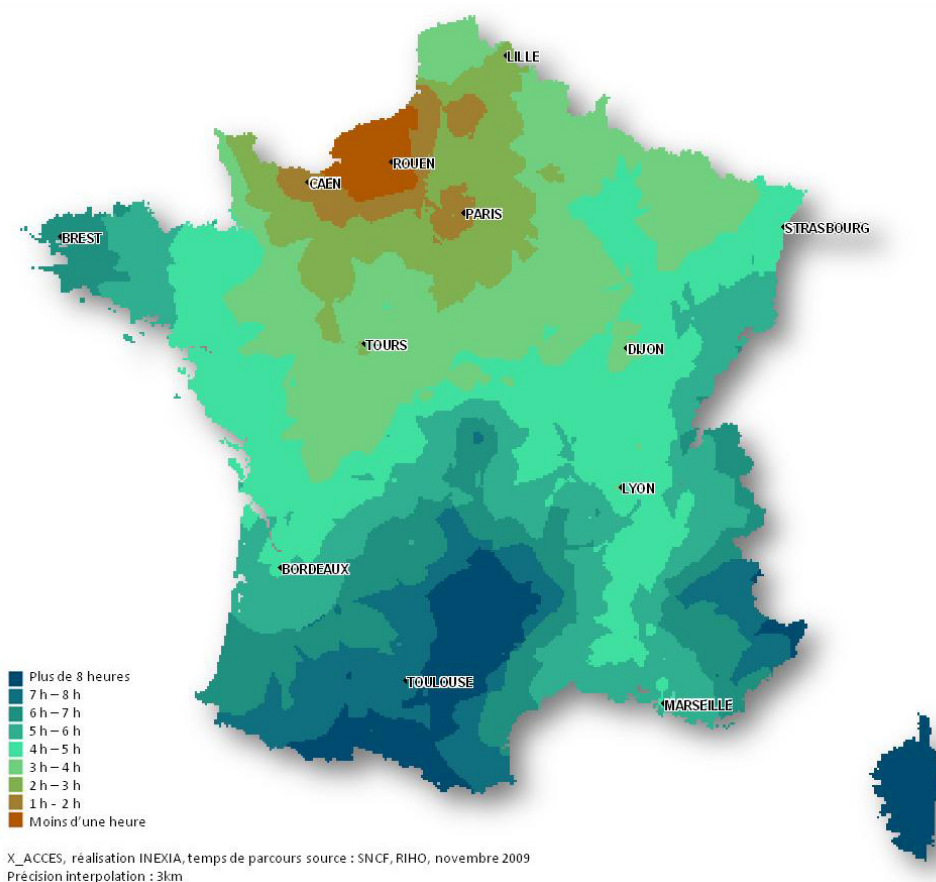 LILLE
ROUEN
CAEN
PARIS
STRASBOURG
BREST
TOURS
DIJON
LYON
BORDEAUX
TOULOUSE
MARSEILLE
Plus de 8 heures
7 h – 8 h
6 h – 7 h
5 h – 6 h
4 h – 5 h
3 h – 4 h
2 h – 3 h
1 h - 2 h
Moins d'une heure
X_ACCES, réalisation INEXIA, temps de parcours source : SNCF, RIHO, novembre 2009
Précision interpolation : 3km